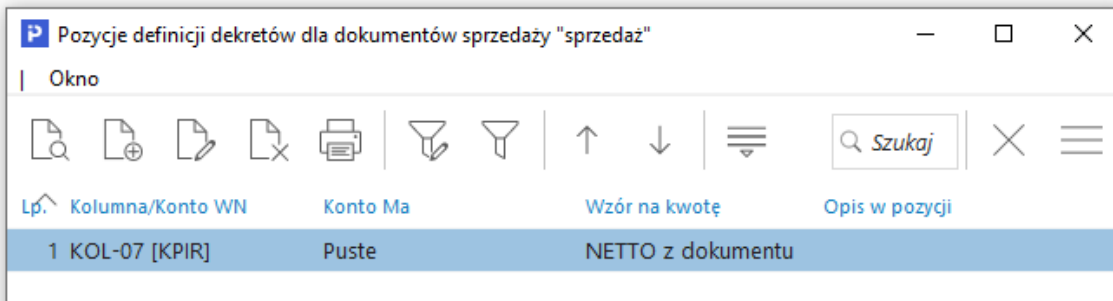 Pozycje definicji dekretów dla dokumentów sprzedaży "sprzedaż"
| Okno
Szukaj
Lp. Kolumna/Konto WN Konto Ma Wzór na kwotę Opis w pozycji
1 KOL-07 [KPIR] Puste NETTO z dokumentu